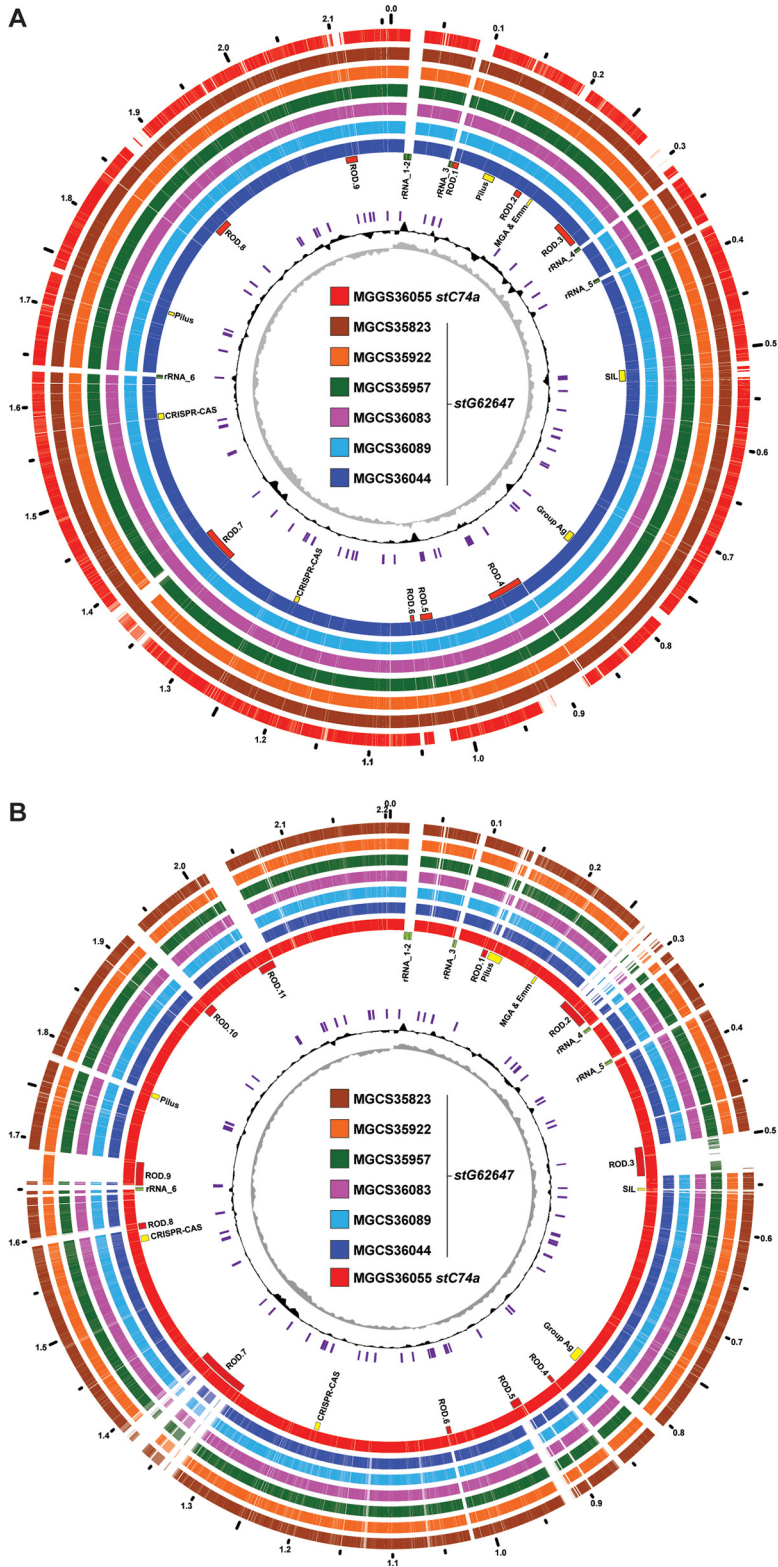 A
0.0
0.1
0.2
0.3
0.4
0.5
0.6
0.7
0.8
0.9
1.0
1.1
1.2
1.3
1.4
1.5
1.6
1.7
1.8
1.9
2.0
2.1
rRNA_1-2
rRNA_3
ROD.1
Pilus
ROD.2
MGA & Emm
ROD.3
rRNA_4
rRNA_5
SIL
Group Ag
ROD.4
ROD.5
ROD.6
CRISPR-CAS
ROD.7
CRISPR-CAS
rRNA_6
Pilus
ROD.8
ROD.9
MGGS36055 stC74a
MGCS35823
MGCS35922
MGCS35957
MGCS36083
MGCS36089
MGCS36044
stG62647
B
0.0
0.1
0.2
0.3
0.4
0.5
0.6
0.7
0.8
0.9
1.0
1.1
1.2
1.3
1.4
1.5
1.6
1.7
1.8
1.9
2.0
2.1
2.2
rRNA_1-2
rRNA_3
ROD.1
Pilus
MGA & Emm
ROD.2
rRNA_4
rRNA_5
ROD.3
SIL
Group Ag
ROD.4
ROD.5
ROD.6
CRISPR-CAS
ROD.7
CRISPR-CAS
ROD.8
rRNA_6
ROD.9
Pilus
ROD.10
ROD.11
MGCS35823
MGCS35922
MGCS35957
MGCS36083
MGCS36089
MGCS36044
MGGS36055 stC74a
stG62647